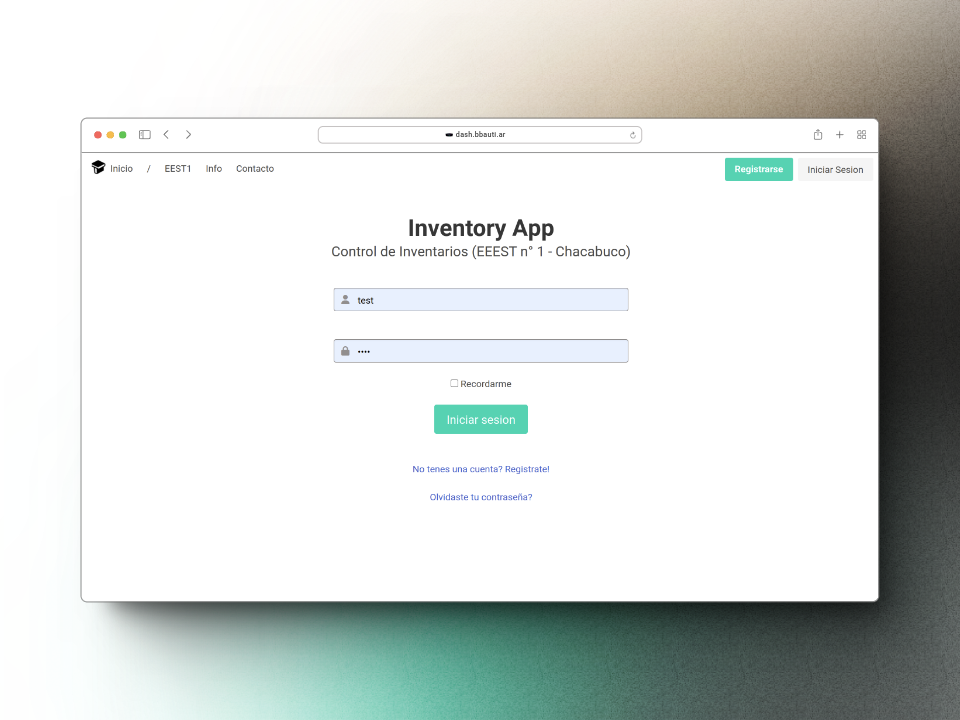 dash.bbauti.ar
Inicio / EEST1 Info Contacto Registrarse Iniciar Sesion
Inventory App
Control de Inventarios (EEEST n° 1 - Chacabuco)
test
••••
Recordarme
Iniciar sesion
No tenes una cuenta? Registrate!
Olvidaste tu contraseña?